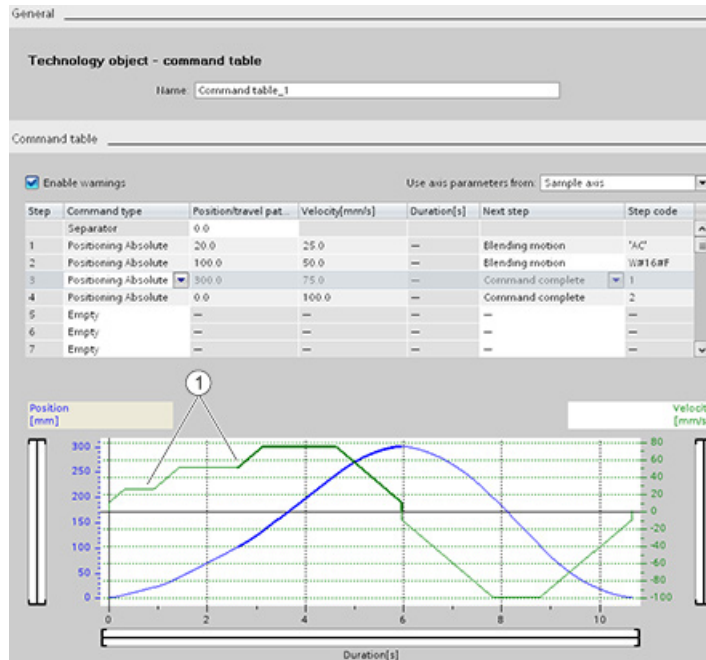 General
Technology object - command table
Name: Command table_1
Command table
Enable warnings
Use axis parameters from: Sample axis
Step Command type Position/travel pat... Velocity[mm/s] Duration[s] Next step Step code
Separator 0.0
1 Positioning Absolute 20.0 25.0 — Blending motion "AC"
2 Positioning Absolute 100.0 50.0 — Blending motion W#16#F
3 Positioning Absolute 300.0 75.0 — Command complete 1
4 Positioning Absolute 0.0 100.0 — Command complete 2
5 Empty — — — — —
6 Empty — — — — —
7 Empty — — — — —
1
Position
[mm]
Velocit
[mm/s
300 80
250 60
200 40
150 20
100 0
50 -20
0 -40
-60
-80
-100
0 2 4 6 8 10
Duration[s]